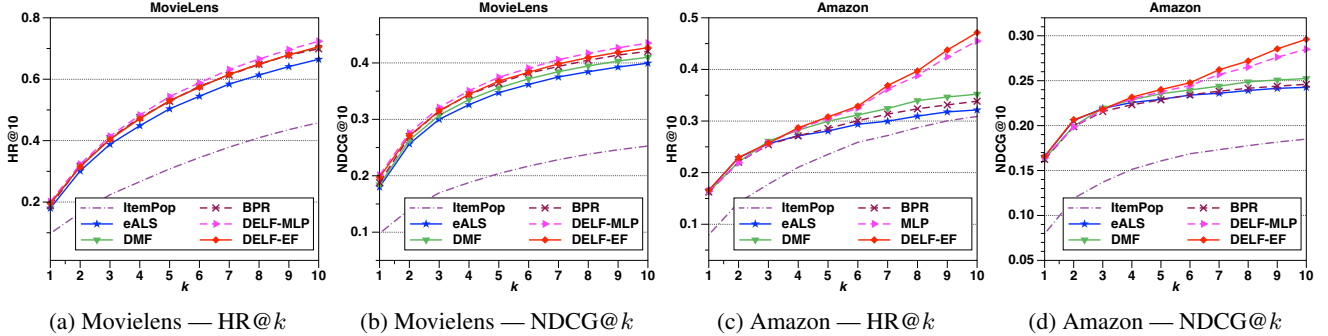 MovieLens
HR@10
0.8
0.6
0.4
0.2
ItemPop
eALS
DMF
BPR
DELF-MLP
DELF-EF
1 2 3 4 5 6 7 8 9 10
k
(a) Movielens — HR@k
MovieLens
NDCG@10
0.4
0.3
0.2
0.1
ItemPop
eALS
DMF
BPR
DELF-MLP
DELF-EF
1 2 3 4 5 6 7 8 9 10
k
(b) Movielens — NDCG@k
Amazon
HR@10
0.5
0.4
0.3
0.2
0.1
ItemPop
eALS
DMF
BPR
MLP
DELF-EF
1 2 3 4 5 6 7 8 9 10
k
(c) Amazon — HR@k
Amazon
NDCG@10
0.30
0.25
0.20
0.15
0.10
0.05
ItemPop
eALS
DMF
BPR
DELF-MLP
DELF-EF
1 2 3 4 5 6 7 8 9 10
k
(d) Amazon — NDCG@k